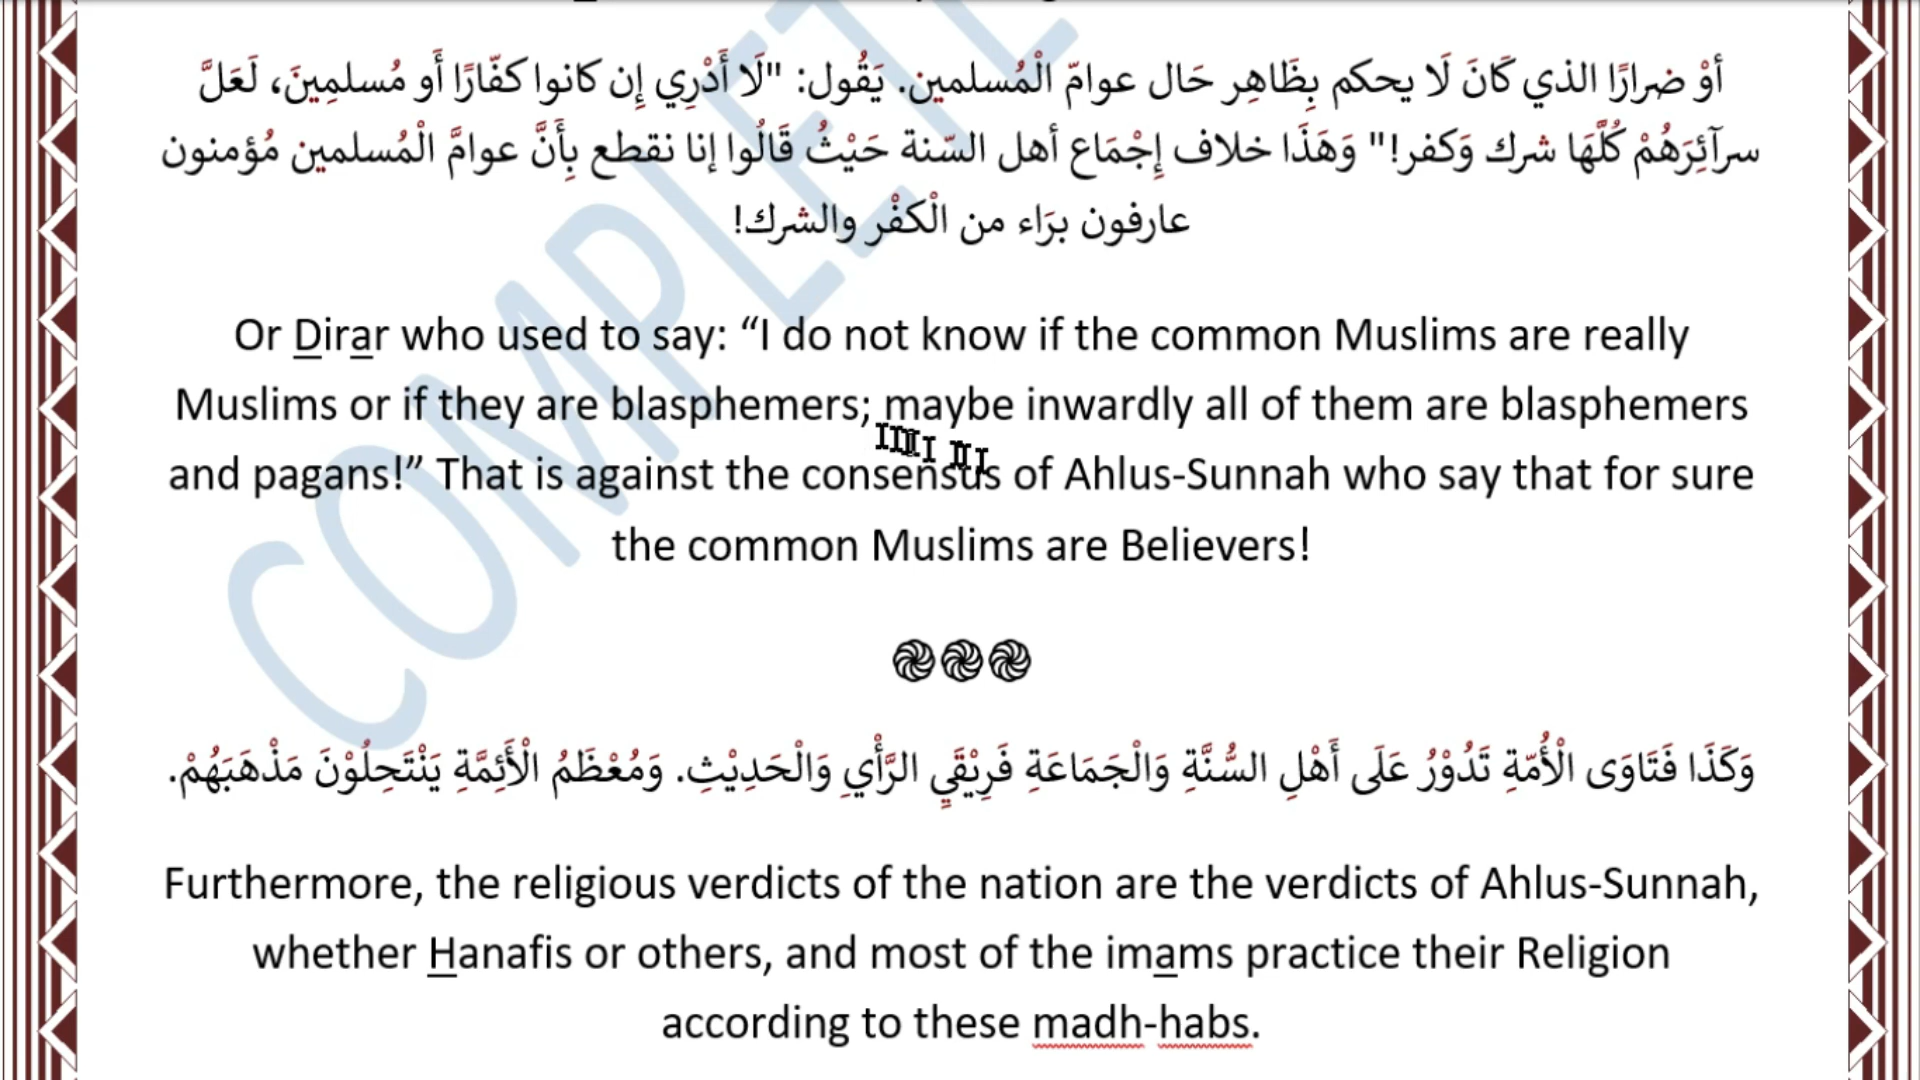 أوْ ضرارًا الذي كَانَ لَا يحكم بِظَاهِر حَال عوامّ الْمُسلمين. يَقُول: "لَا أَدْرِي إِن كانوا كفّارًا أَو مُسلمِينَ، لَعَلَّ
سرآئِرَهُمْ كُلَّهَا شرك وَكفر!" وَهَذَا خلاف إِجْمَاع أهل السّنة حَيْثُ قَالُوا إنا نقطع بِأَنَّ عوامَّ الْمُسلمين مُؤمنون
عارفون برَاء من الْكفْر والشرك!
Or Dirar who used to say: “I do not know if the common Muslims are really
Muslims or if they are blasphemers; maybe inwardly all of them are blasphemers
and pagans!” That is against the consensus of Ahlus-Sunnah who say that for sure
the common Muslims are Believers!
وَكَذَا فَتَاوَى الْأُمّةِ تَدُوْرُ عَلَى أَهْلِ السُّنَّةِ وَالْجَمَاعَةِ فَرِيْقَيِ الرَّأْيِ وَالْحَدِيْثِ. وَمُعْظَمُ الْأَئِمَّةِ يَنْتَحِلُوْنَ مَذْهَبَهُمْ.
Furthermore, the religious verdicts of the nation are the verdicts of Ahlus-Sunnah,
whether Hanafis or others, and most of the imams practice their Religion
according to these madh-habs.